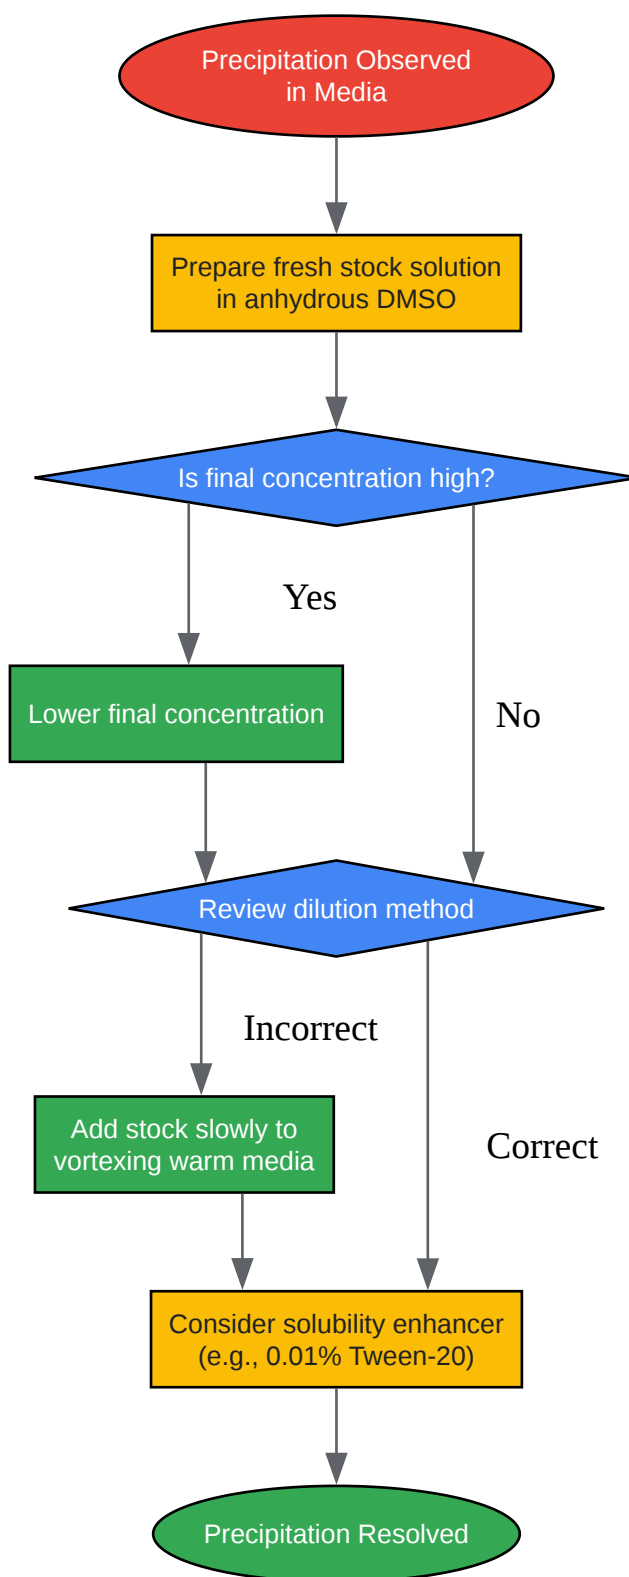 Precipitation Observed
in Media
Prepare fresh stock solution
in anhydrous DMSO
Is final concentration high?
Yes
Lower final concentration
No
Review dilution method
Incorrect
Add stock slowly to
vortexing warm media
Correct
Consider solubility enhancer
(e.g., 0.01% Tween-20)
Precipitation Resolved